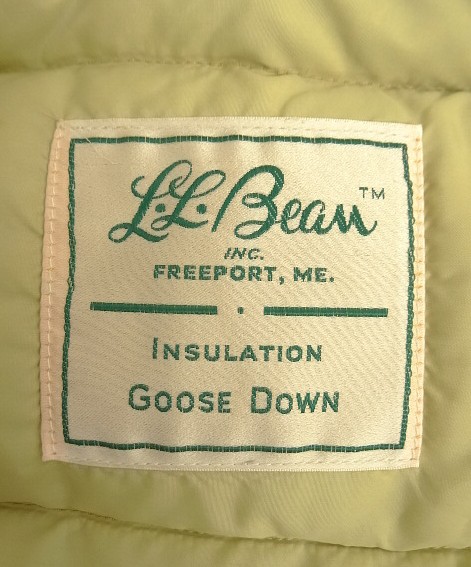 L.L. Bean™
INC.
FREEPORT, ME.
INSULATION
GOOSE DOWN